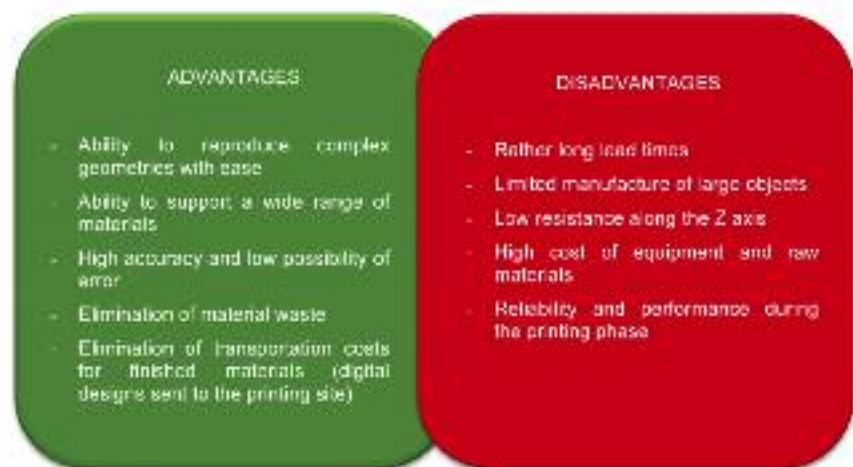 ADVANTAGES
- Ability to reproduce complex
geometries with ease
- Ability to support a wide range of
materials
- High accuracy and low possibility of
error
- Elimination of material waste
- Elimination of transportation costs
for finished materials (digital
designs sent to the printing site)
DISADVANTAGES
- Rather long lead times
- Limited manufacture of large objects
- Low resistance along the Z axis
- High cost of equipment and raw
materials
- Reliability and performance during
the printing phase